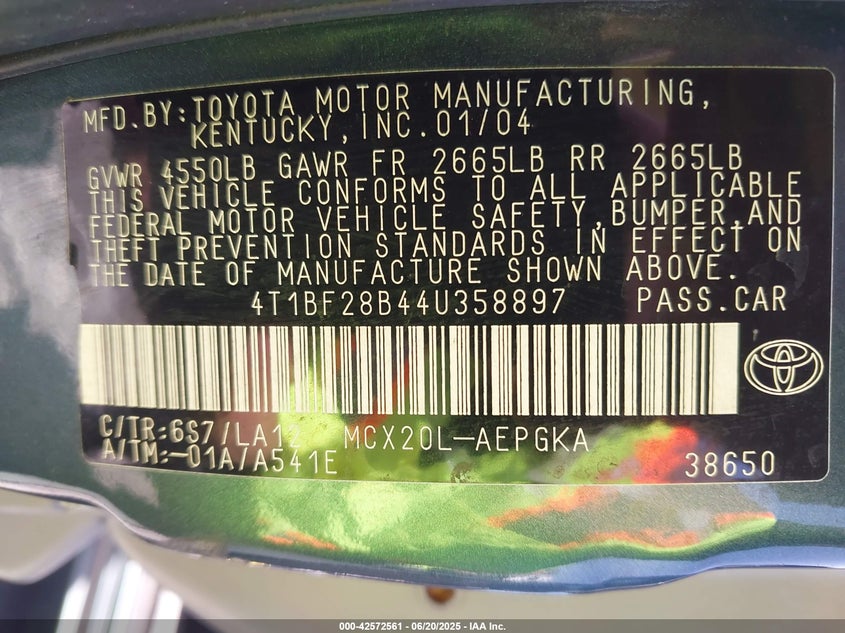 MFD.BY:TOYOTA MOTOR MANUFACTURING,
KENTUCKY,INC.01/04
GVWR 4550LB GAWR FR 2665LB RR 2665LB
THIS VEHICLE CONFORMS TO ALL APPLICABLE
FEDERAL MOTOR VEHICLE SAFETY,BUMPER,AND
THEFT PREVENTION STANDARDS IN EFFECT ON
THE DATE OF MANUFACTURE SHOWN ABOVE.
4T1BF28B44U358897 PASS.CAR
C/TR:6S7/LA12 MCX20L-AEPGKA
A/TM:-01A/A541E 38650
000-42572561 - 06/20/2025 - IAA Inc.